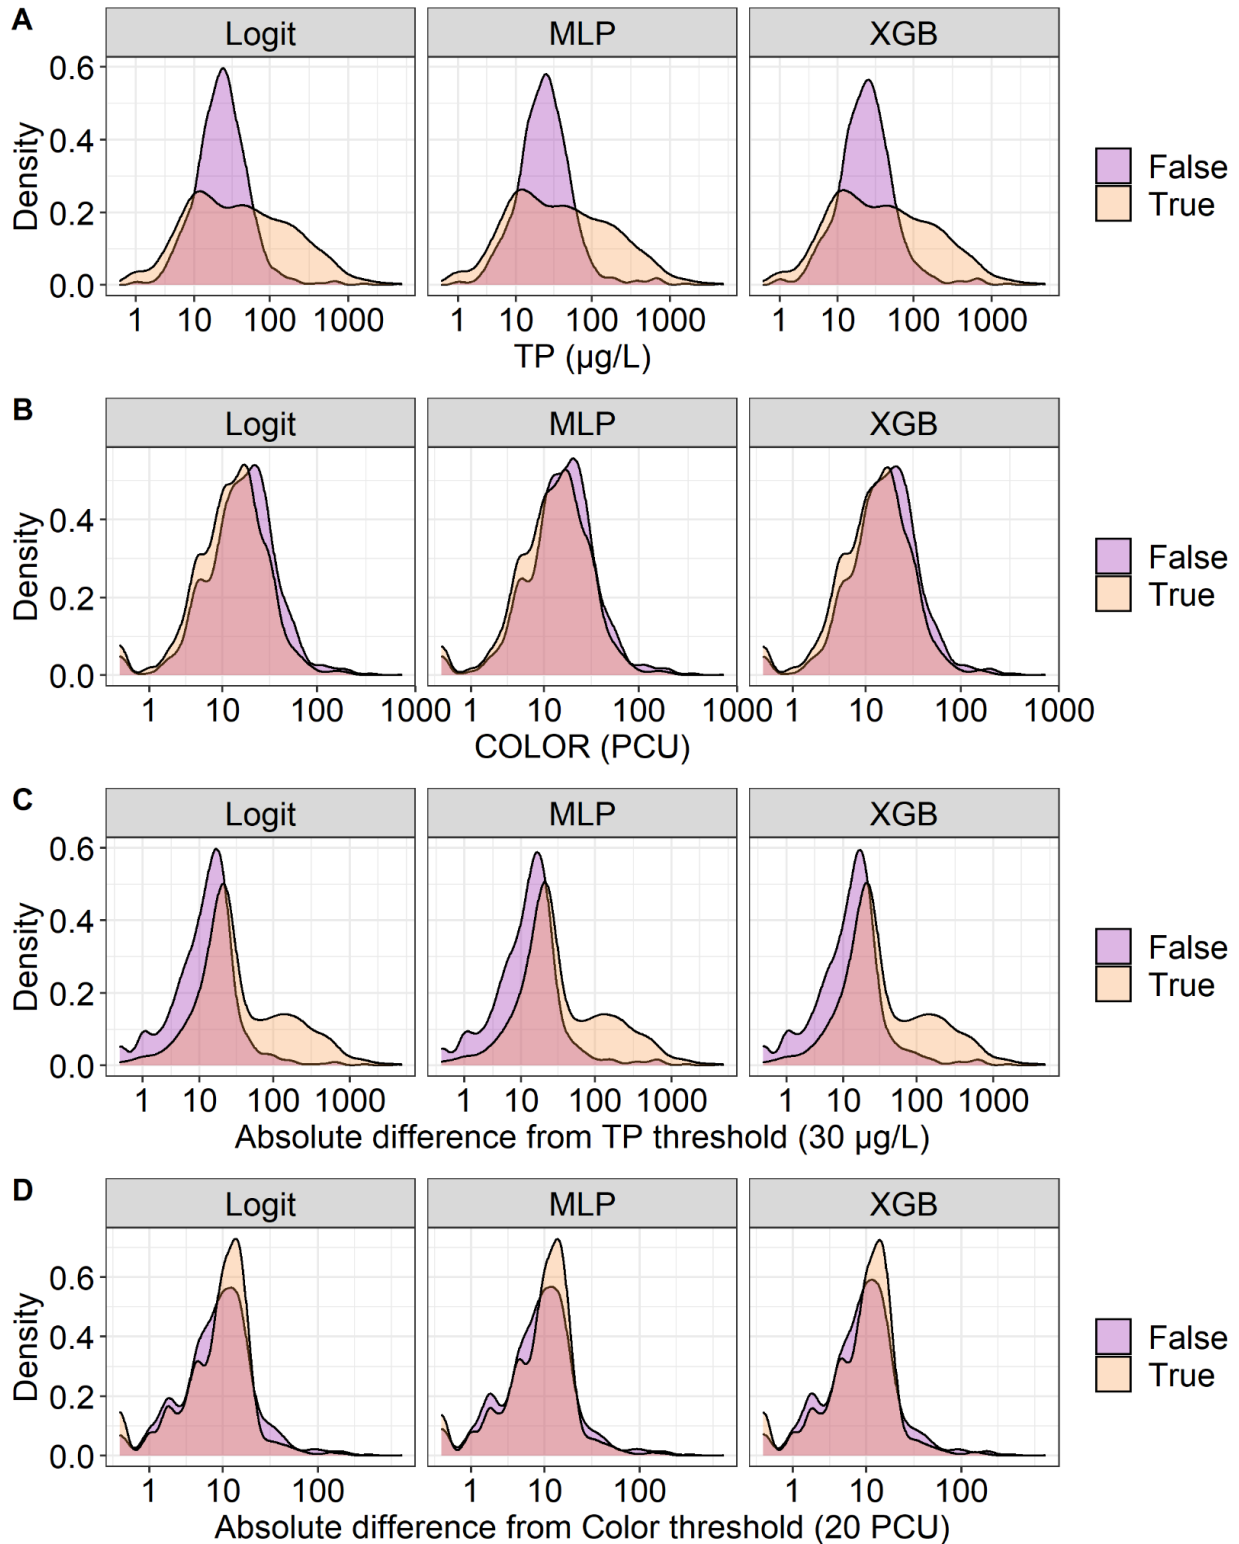 A
Logit MLP XGB
0.6
0.4
0.2
0.0
Density
1 10 100 1000 1 10 100 1000 1 10 100 1000
TP (µg/L)
False
True
B
Logit MLP XGB
0.4
0.2
0.0
Density
1 10 100 1000 1 10 100 1000 1 10 100 1000
COLOR (PCU)
False
True
C
Logit MLP XGB
0.6
0.4
0.2
0.0
Density
1 10 100 1000 1 10 100 1000 1 10 100 1000
Absolute difference from TP threshold (30 µg/L)
False
True
D
Logit MLP XGB
0.6
0.4
0.2
0.0
Density
1 10 100 1 10 100 1 10 100
Absolute difference from Color threshold (20 PCU)
False
True